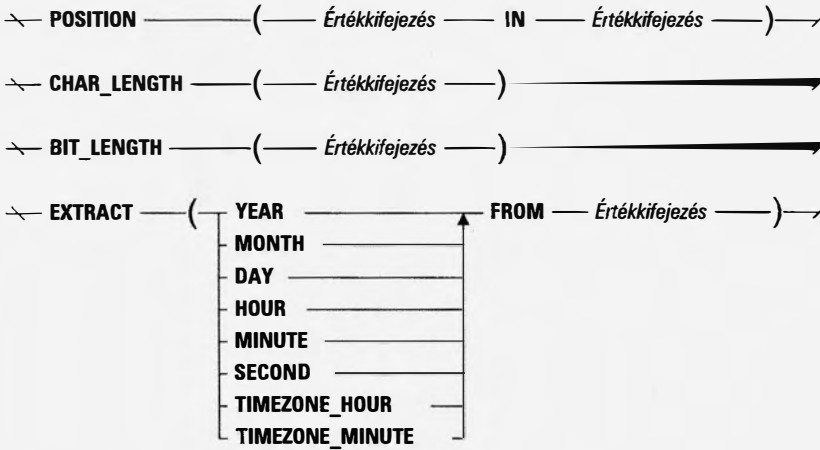 POSITION ( Értékkifejezés IN Értékkifejezés )
CHAR_LENGTH ( Értékkifejezés )
BIT_LENGTH ( Értékkifejezés )
EXTRACT ( YEAR FROM Értékkifejezés )
MONTH
DAY
HOUR
MINUTE
SECOND
TIMEZONE_HOUR
TIMEZONE_MINUTE